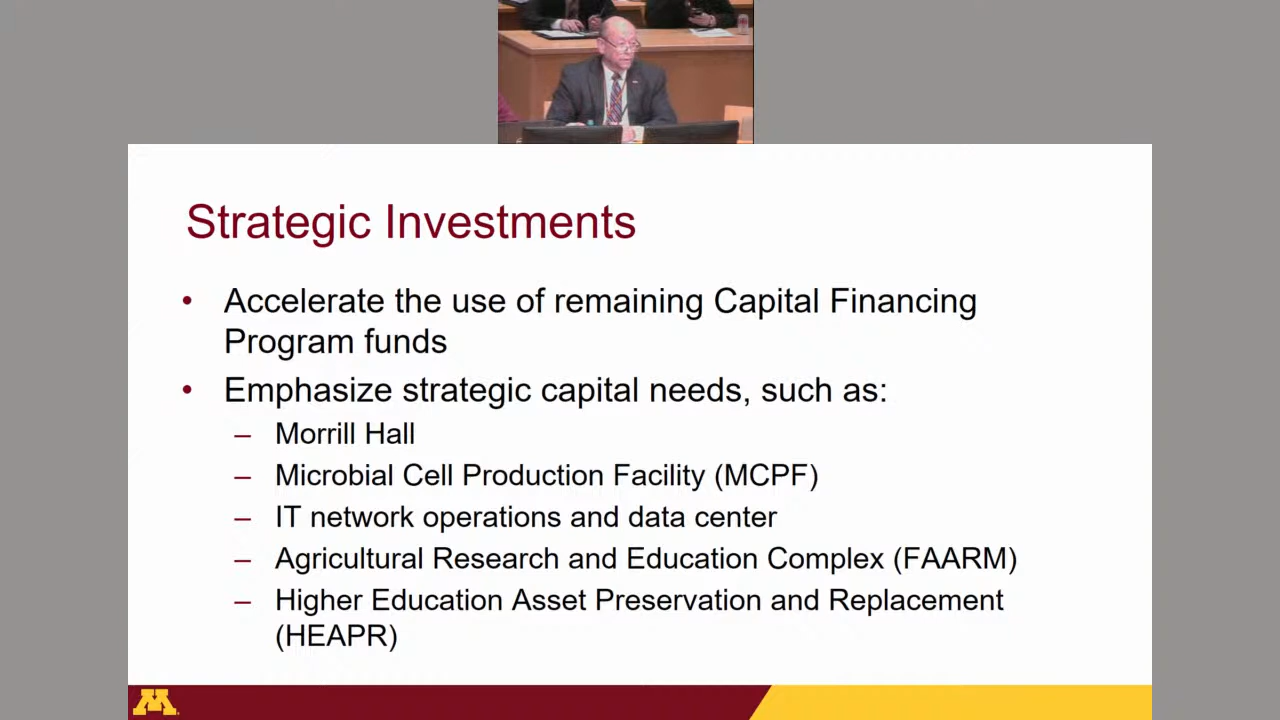 Strategic Investments
• Accelerate the use of remaining Capital Financing
Program funds
• Emphasize strategic capital needs, such as:
– Morrill Hall
– Microbial Cell Production Facility (MCPF)
– IT network operations and data center
– Agricultural Research and Education Complex (FAARM)
– Higher Education Asset Preservation and Replacement
(HEAPR)
M